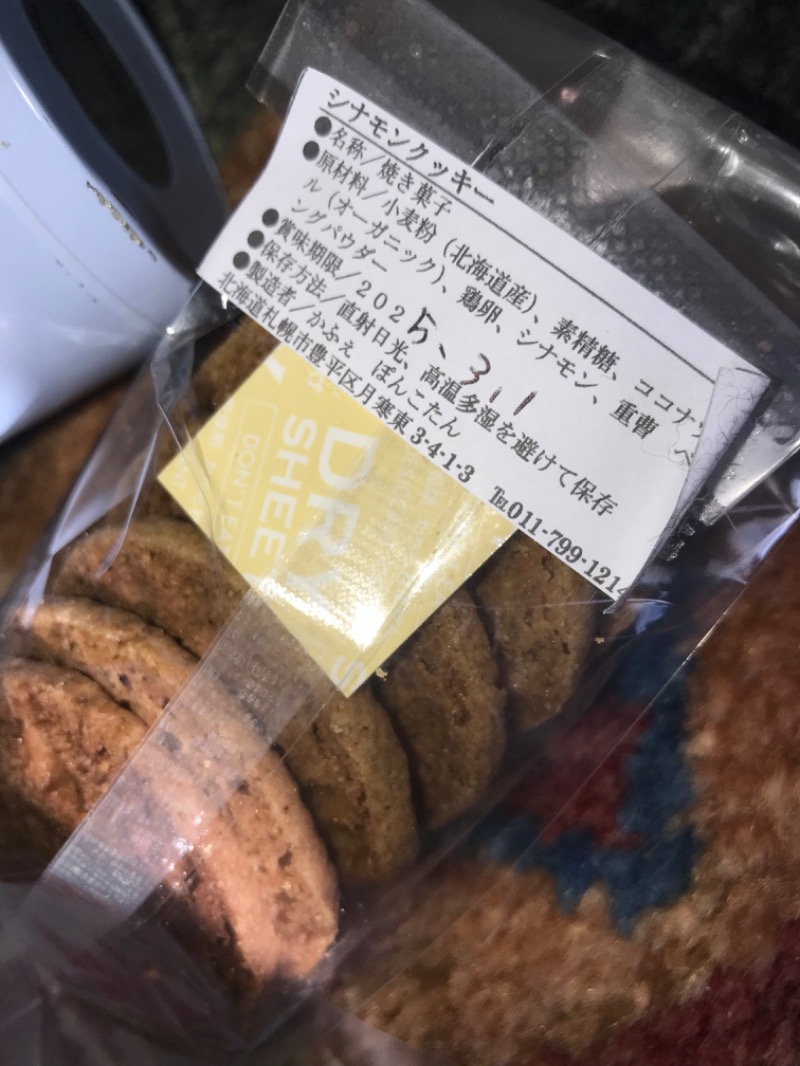 シナモンクッキー
●名称/焼き菓子
●原材料/小麦粉(北海道産)、素精糖、ココナツ
ル(オーガニック)、鶏卵、シナモン、重曹 ベ
ングパウダー
●賞味期限/2025、3 11
●保存方法/直射日光、高温多湿を避けて保存
●製造者/かふぇ ぽんこたん
北海道札幌市豊平区月寒東3-4-1-3 ℡011-799-1214
DRY
SHEE
DON'T EA
S